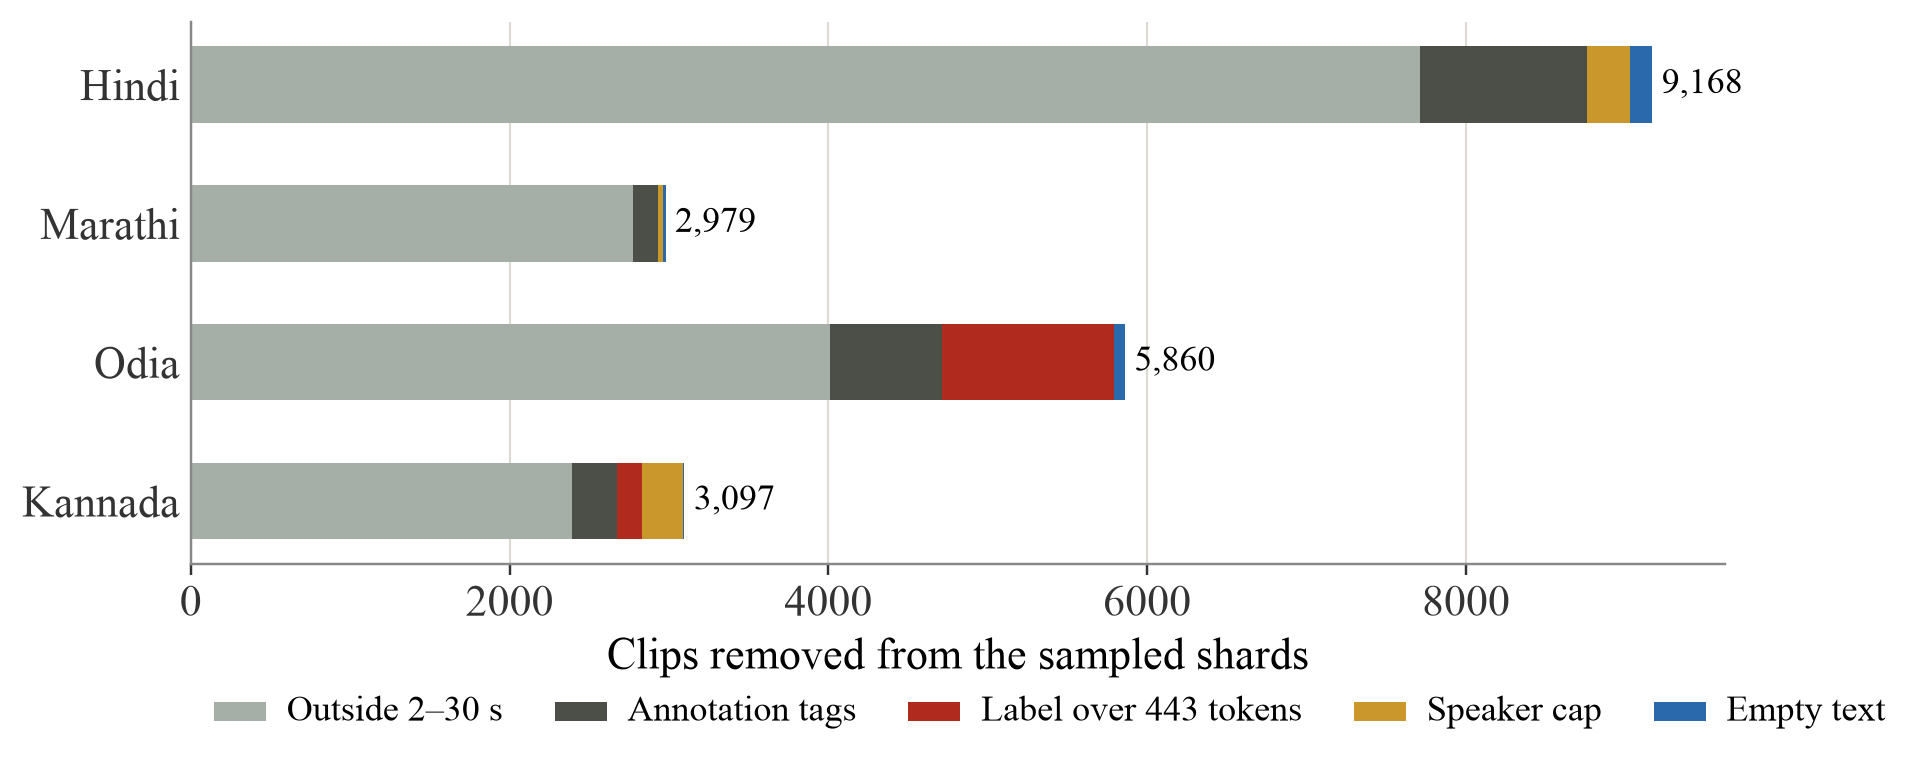 Hindi 9,168
Marathi 2,979
Odia 5,860
Kannada 3,097
0 2000 4000 6000 8000
Clips removed from the sampled shards
Outside 2–30 s Annotation tags Label over 443 tokens Speaker cap Empty text